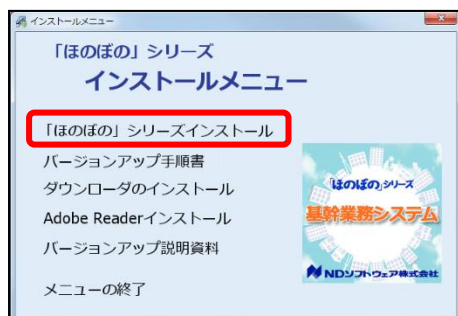 インストールメニュー
「ほのぼの」シリーズ
インストールメニュー
「ほのぼの」シリーズインストール
バージョンアップ手順書
ダウンローダのインストール
Adobe Readerインストール
バージョンアップ説明資料
メニューの終了
「ほのぼの」シリーズ
基幹業務システム
NDソフトウェア株式会社